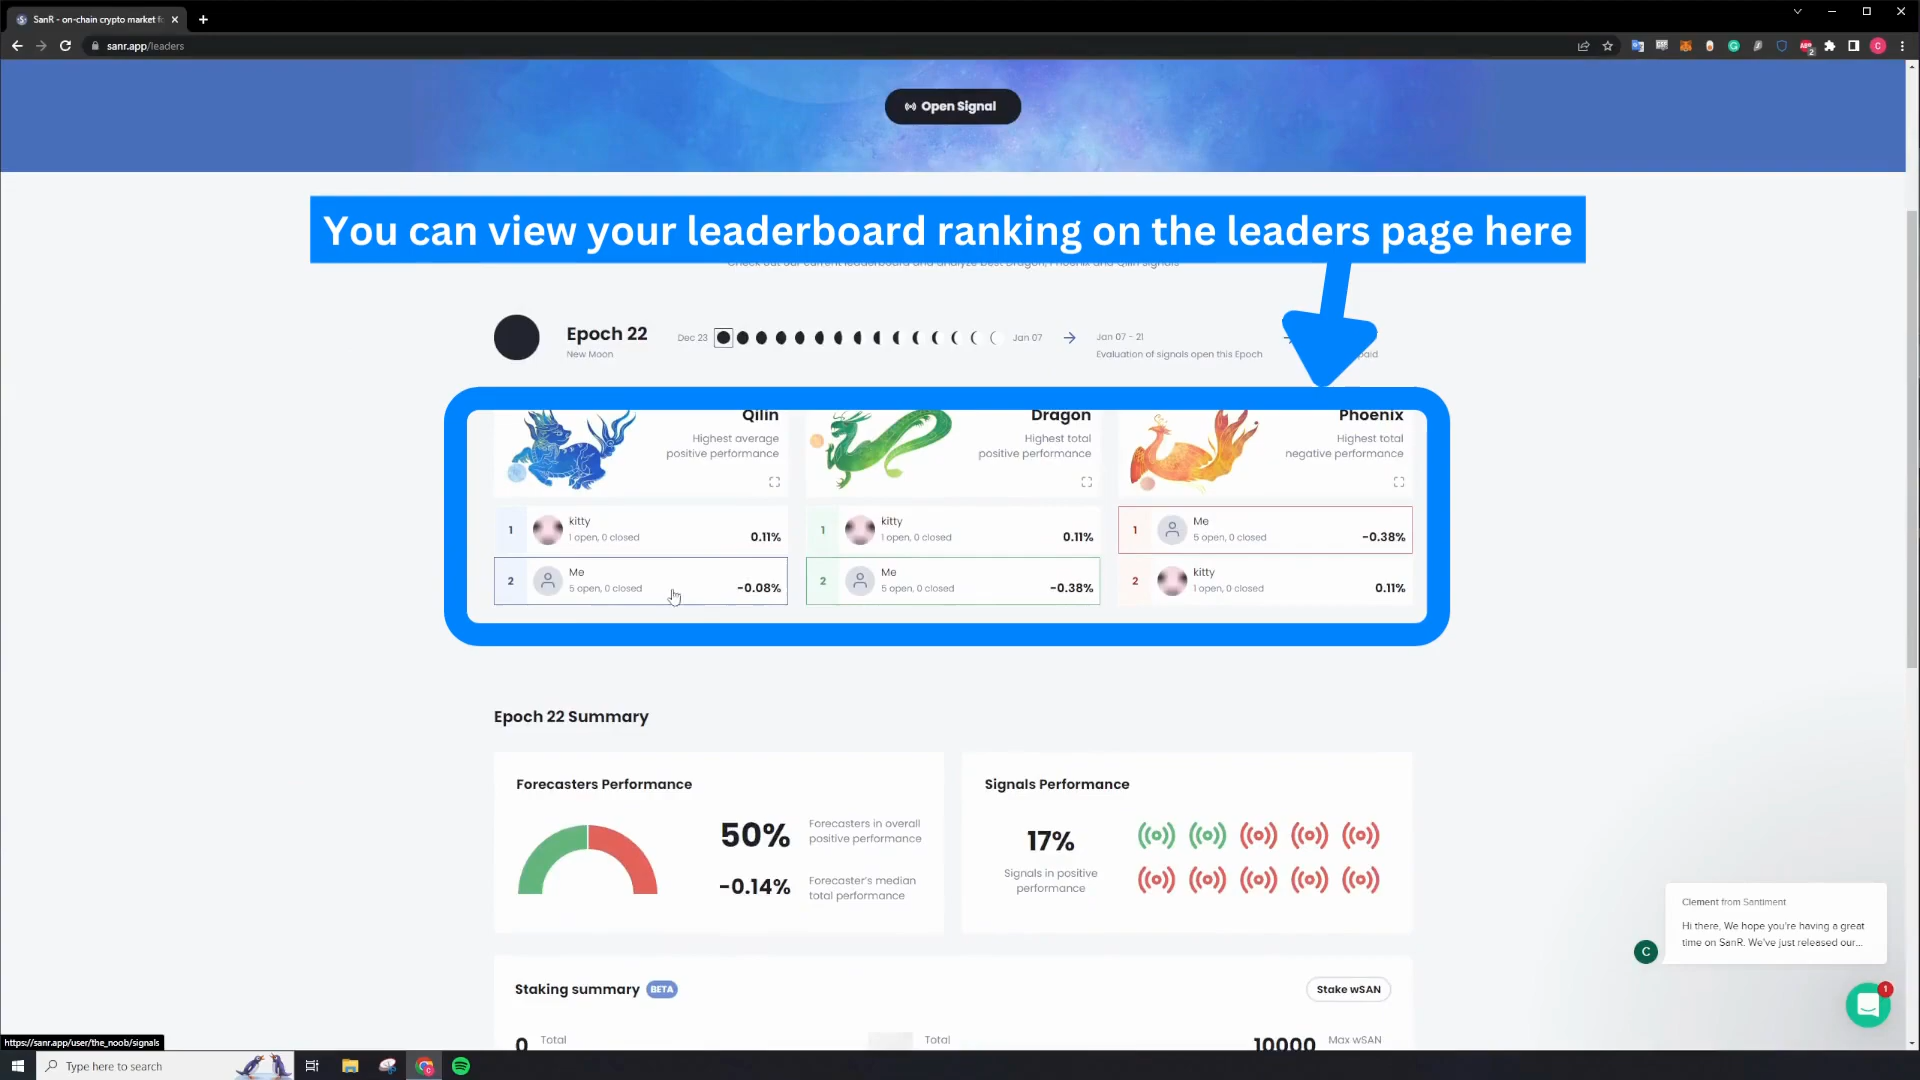 SanR - on-chain crypto market fo
sanr.app/leaders
Open Signal
You can view your leaderboard ranking on the leaders page here
Epoch 22
New Moon
Dec 23
Jan 07
Jan 07 - 21
Evaluation of signals open this Epoch
paid
Qilin
Highest average
positive performance
1
kitty
1 open, 0 closed
0.11%
2
Me
5 open, 0 closed
-0.08%
Dragon
Highest total
positive performance
1
kitty
1 open, 0 closed
0.11%
2
Me
5 open, 0 closed
-0.38%
Phoenix
Highest total
negative performance
1
Me
5 open, 0 closed
-0.38%
2
kitty
1 open, 0 closed
0.11%
Epoch 22 Summary
Forecasters Performance
50%
Forecasters in overall
positive performance
-0.14%
Forecaster's median
total performance
Signals Performance
17%
Signals in positive
performance
Staking summary BETA
Stake wSAN
0 Total
Total
10000 Max wSAN
Clement from Santiment
Hi there, We hope you're having a great
time on SanR. We've just released our...
C
1
https://sanr.app/user/the_noob/signals
Type here to search